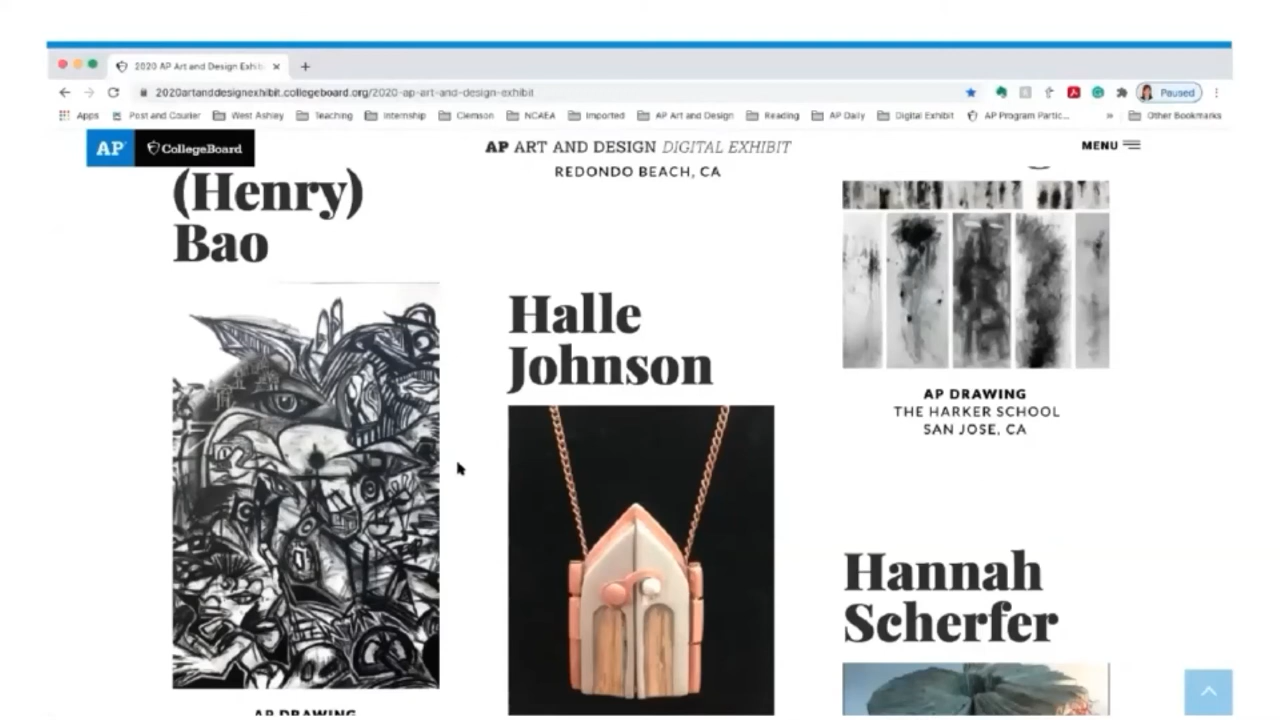 2020 AP Art and Design Exhib
2020artanddesignexhibit.collegeboard.org/2020-ap-art-and-design-exhibit
Paused
Apps Post and Courier West Ashley Teaching Internship Clemson NCAEA Imported AP Art and Design Reading AP Daily Digital Exhibit AP Program Partic... » Other Bookmarks
AP CollegeBoard
AP ART AND DESIGN DIGITAL EXHIBIT
MENU
REDONDO BEACH, CA
(Henry)
Bao
AP DRAWING
Halle
Johnson
AP DRAWING
THE HARKER SCHOOL
SAN JOSE, CA
Hannah
Scherfer